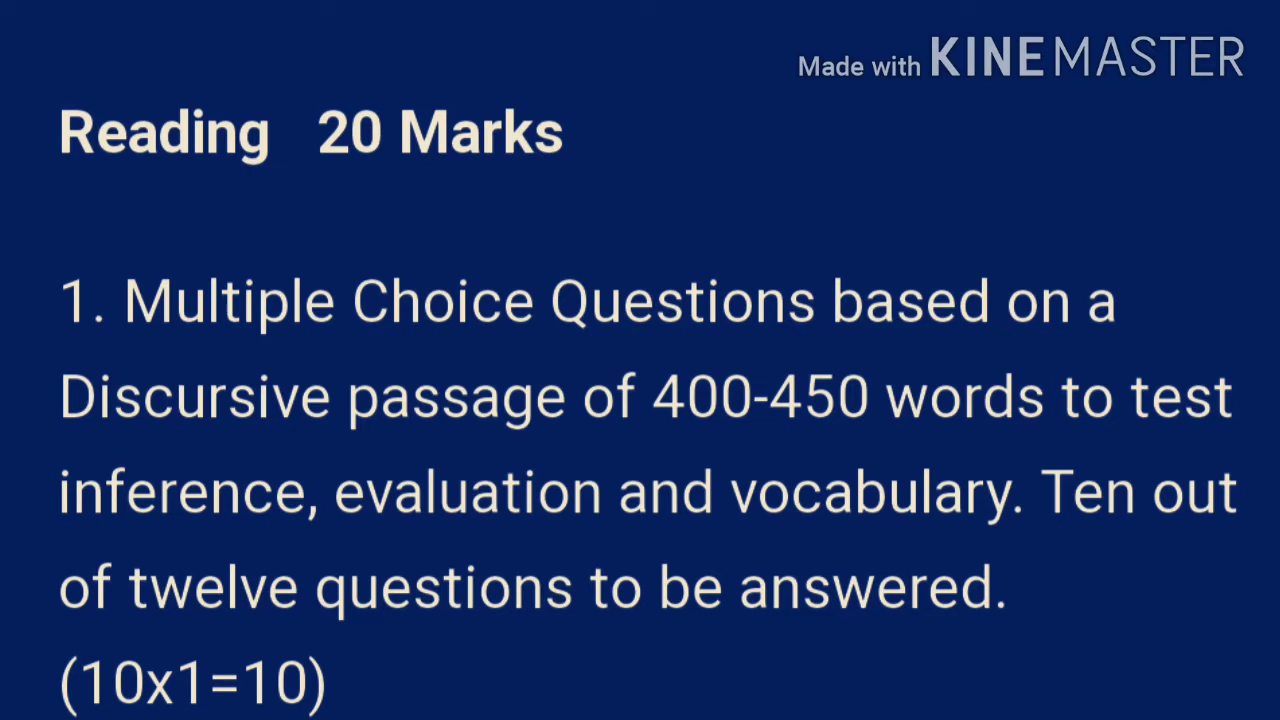 Made with KINEMASTER
Reading 20 Marks
1. Multiple Choice Questions based on a
Discursive passage of 400-450 words to test
inference, evaluation and vocabulary. Ten out
of twelve questions to be answered.
(10x1=10)